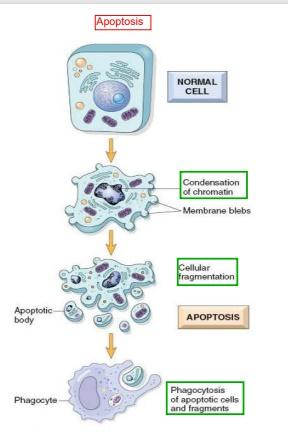 Apoptosis
NORMAL
CELL
Condensation
of chromatin
Membrane blebs
Cellular
fragmentation
Apoptotic
body
APOPTOSIS
Phagocyte
Phagocytosis
of apoptotic cells
and fragments